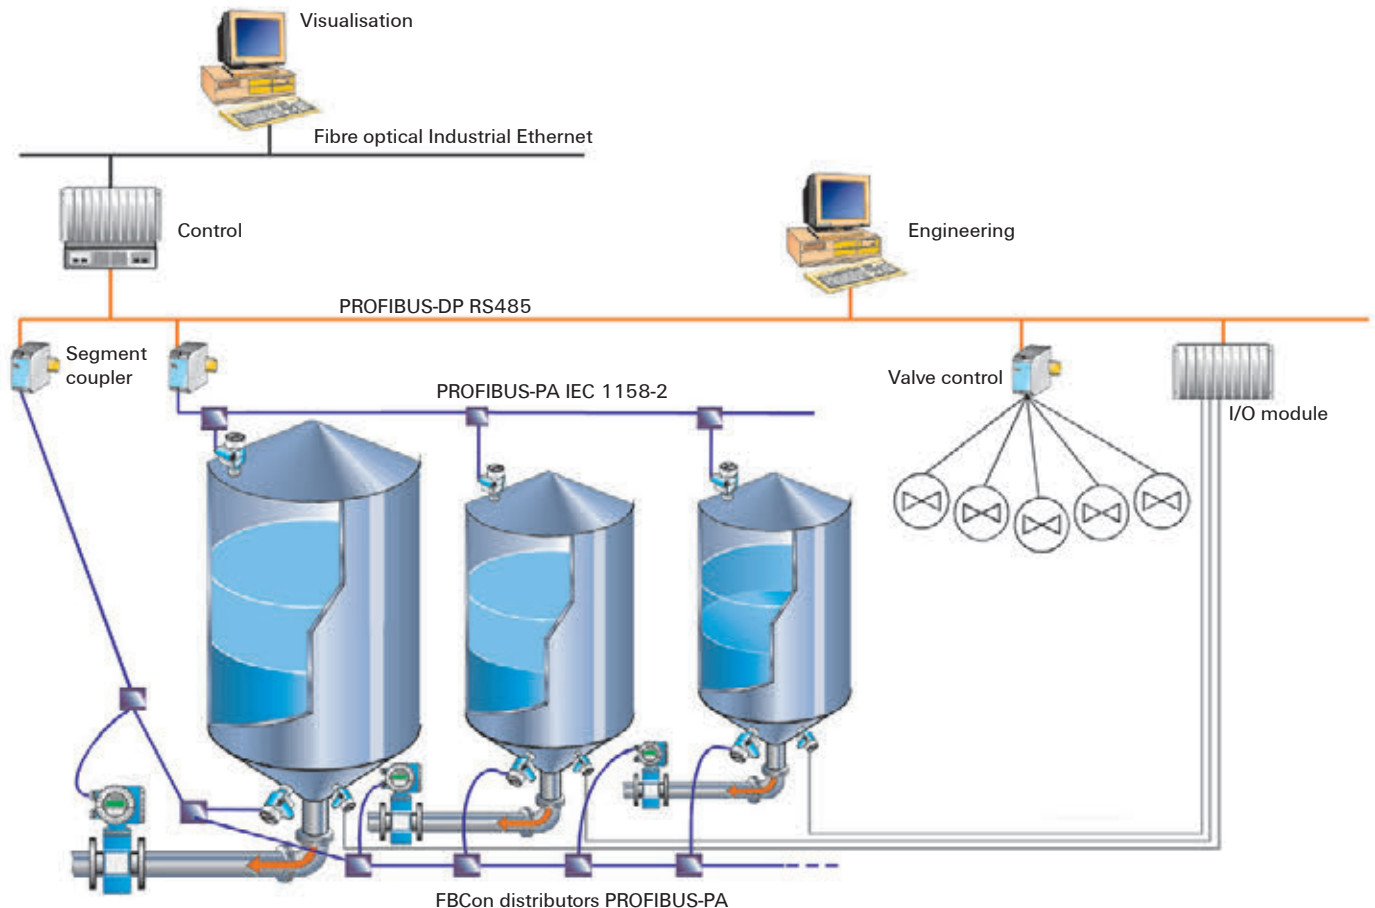 Visualisation
Fibre optical Industrial Ethernet
Control
Engineering
PROFIBUS-DP RS485
Segment
coupler
PROFIBUS-PA IEC 1158-2
Valve control
I/O module
FBCon distributors PROFIBUS-PA